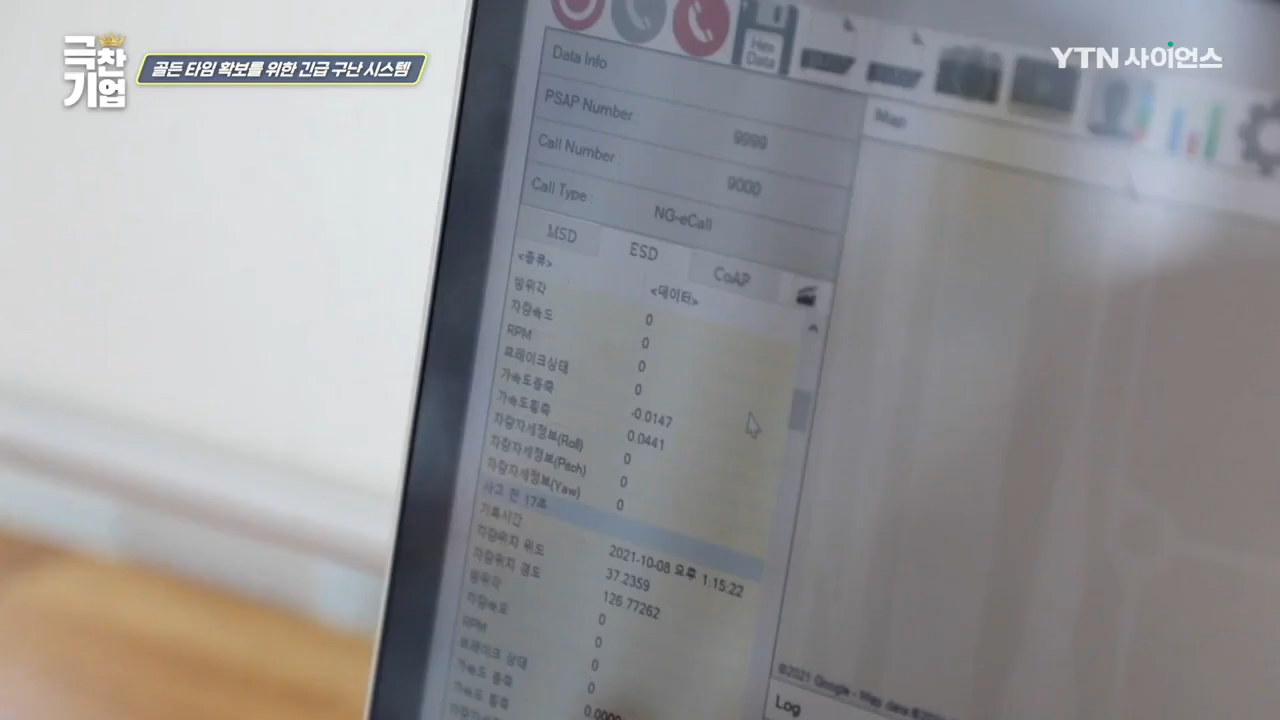 극찬기업
골든 타임 확보를 위한 긴급 구난 시스템
YTN 사이언스
Hex Data
Data Info
PSAP Number 9999
Call Number 9000
Call Type NG-eCall
MSD ESD CoAP
<종류> <데이터>
방위각 0
차량속도 0
RPM 0
브레이크상태 0
가속도종축 -0.0147
가속도횡축 0.0441
차량자세정보(Roll) 0
차량자세정보(Pitch) 0
차량자세정보(Yaw) 0
사고 전 17초
기록시간 2021-10-08 오후 1:15:22
차량위치 위도 37.2359
차량위치 경도 126.77262
방위각 0
차량속도 0
RPM 0
브레이크 상태 0
가속도 종축
가속도 횡축
Map
©2021 Google - Map data
Log